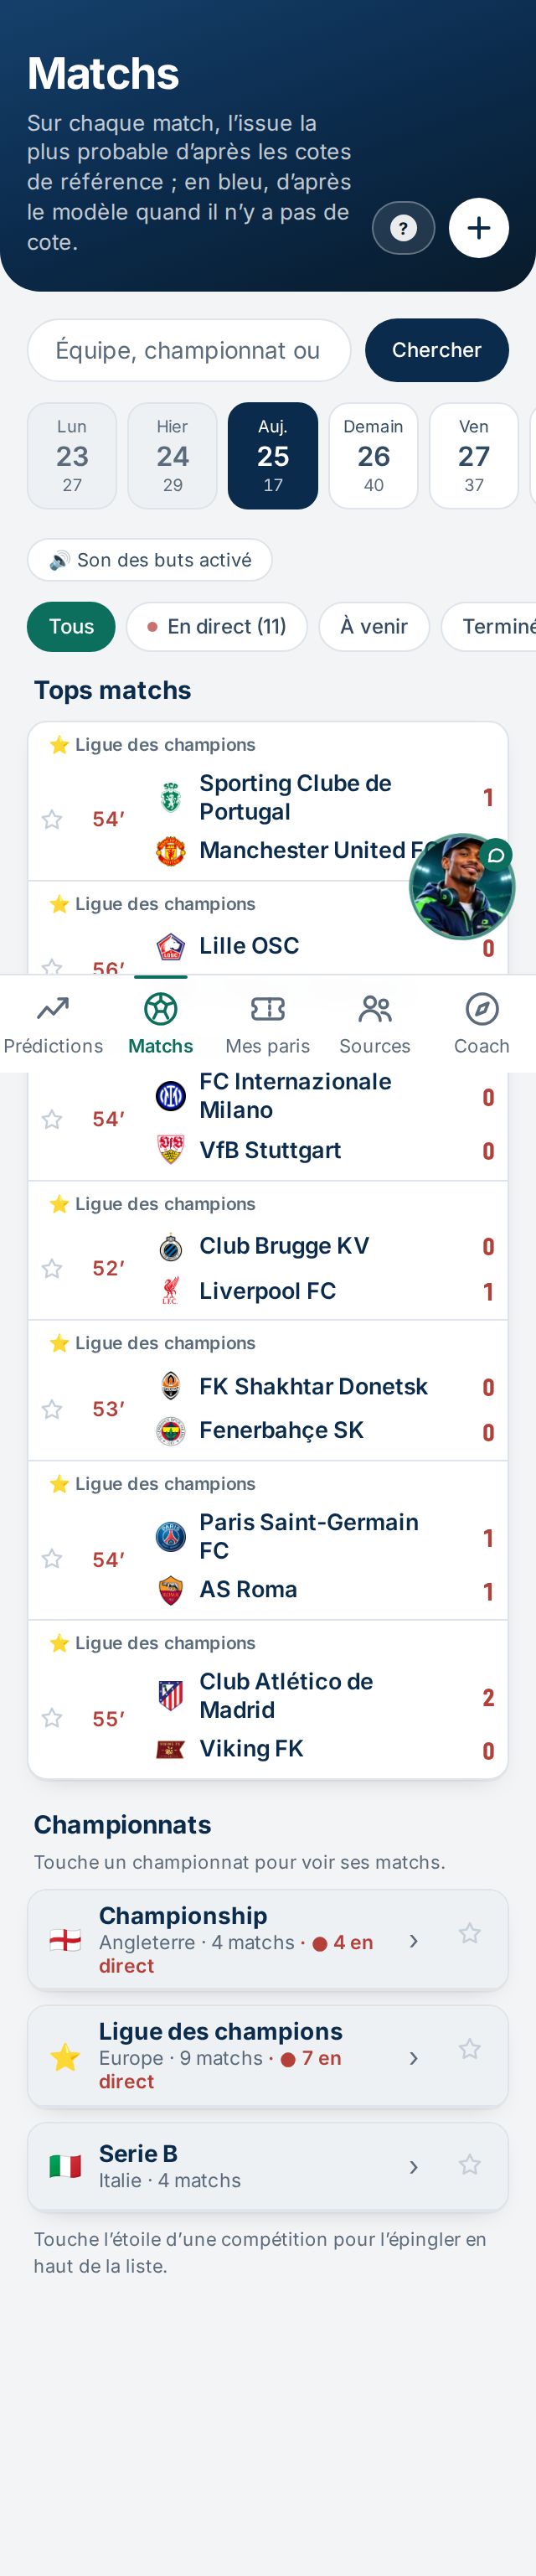 Matchs
Sur chaque match, l’issue la
plus probable d’après les cotes
de référence ; en bleu, d’après
le modèle quand il n’y a pas de
cote.
?
Équipe, championnat ou
Chercher
Lun
23
27
Hier
24
29
Auj.
25
17
Demain
26
40
Ven
27
37
🔊 Son des buts activé
Tous
En direct (11)
À venir
Terminé
Tops matchs
⭐ Ligue des champions
54’
Sporting Clube de
Portugal
1
Manchester United FC
⭐ Ligue des champions
56’
Lille OSC
0
Prédictions
Matchs
Mes paris
Sources
Coach
54’
FC Internazionale
Milano
0
VfB Stuttgart
0
⭐ Ligue des champions
52’
Club Brugge KV
0
Liverpool FC
1
⭐ Ligue des champions
53’
FK Shakhtar Donetsk
0
Fenerbahçe SK
0
⭐ Ligue des champions
54’
Paris Saint-Germain
FC
1
AS Roma
1
⭐ Ligue des champions
55’
Club Atlético de
Madrid
2
Viking FK
0
Championnats
Touche un championnat pour voir ses matchs.
Championship
Angleterre · 4 matchs · ● 4 en
direct
›
Ligue des champions
Europe · 9 matchs · ● 7 en
direct
›
Serie B
Italie · 4 matchs
›
Touche l’étoile d’une compétition pour l’épingler en
haut de la liste.